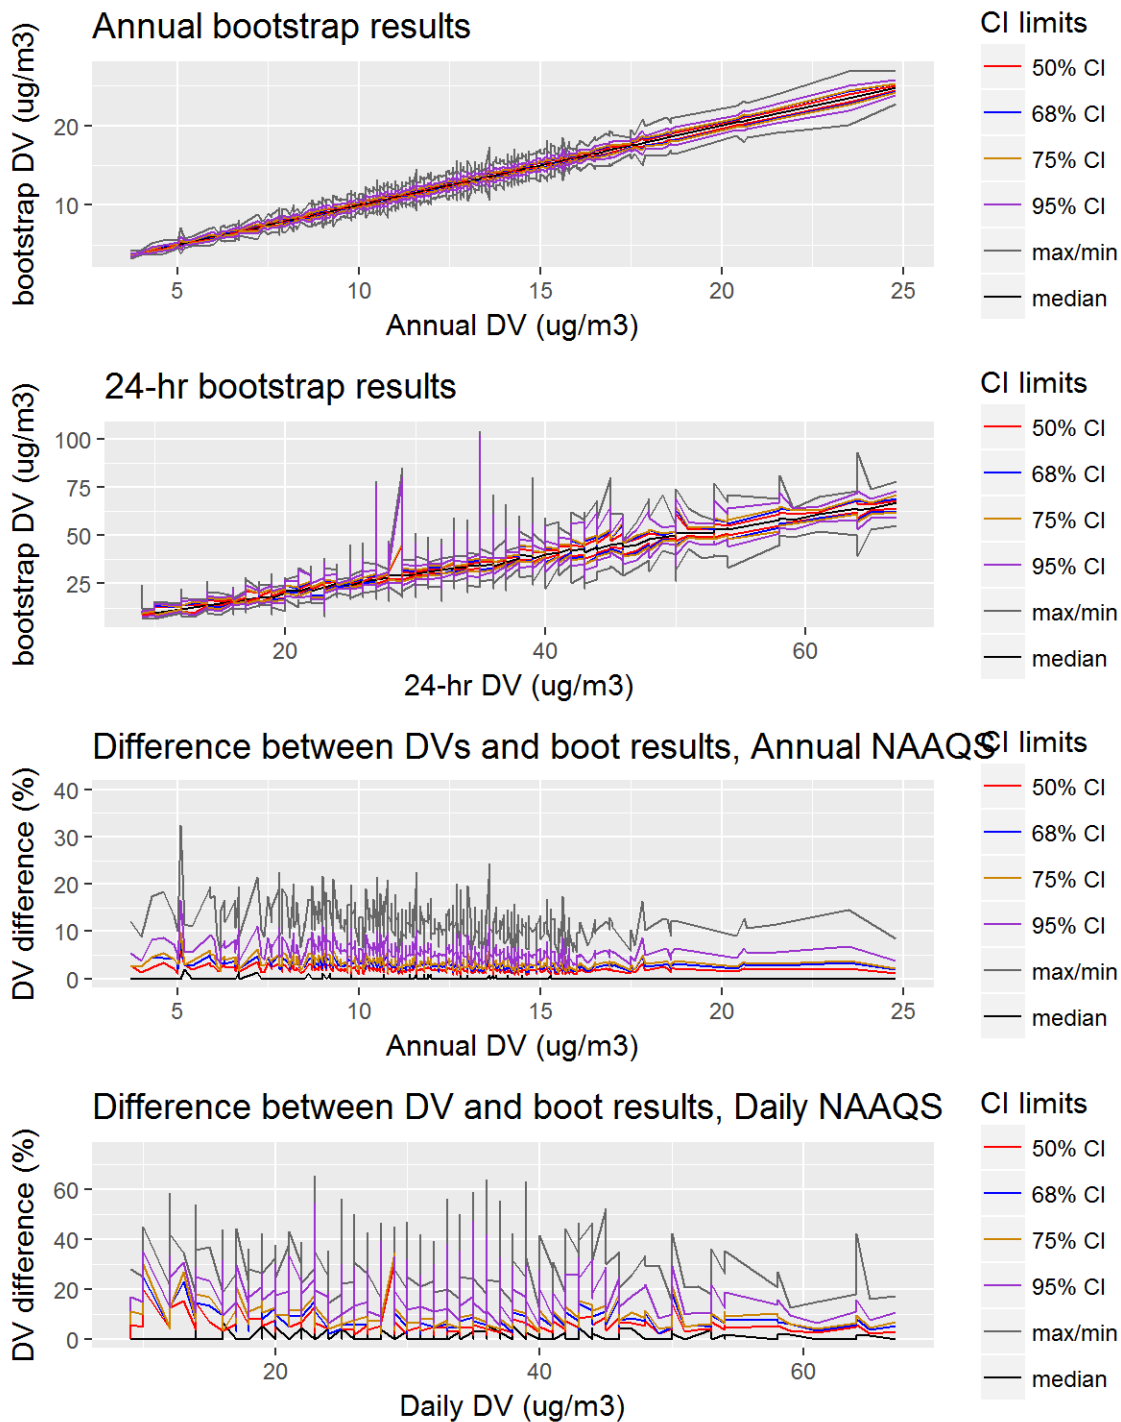 Annual bootstrap results
bootstrap DV (ug/m3)
20
10
5
10
15
20
25
Annual DV (ug/m3)
CI limits
50% CI
68% CI
75% CI
95% CI
max/min
median
24-hr bootstrap results
bootstrap DV (ug/m3)
100
75
50
25
20
40
60
24-hr DV (ug/m3)
CI limits
50% CI
68% CI
75% CI
95% CI
max/min
median
Difference between DVs and boot results, Annual NAAQS
DV difference (%)
40
30
20
10
0
5
10
15
20
25
Annual DV (ug/m3)
CI limits
50% CI
68% CI
75% CI
95% CI
max/min
median
Difference between DV and boot results, Daily NAAQS
DV difference (%)
60
40
20
0
20
40
60
Daily DV (ug/m3)
CI limits
50% CI
68% CI
75% CI
95% CI
max/min
median